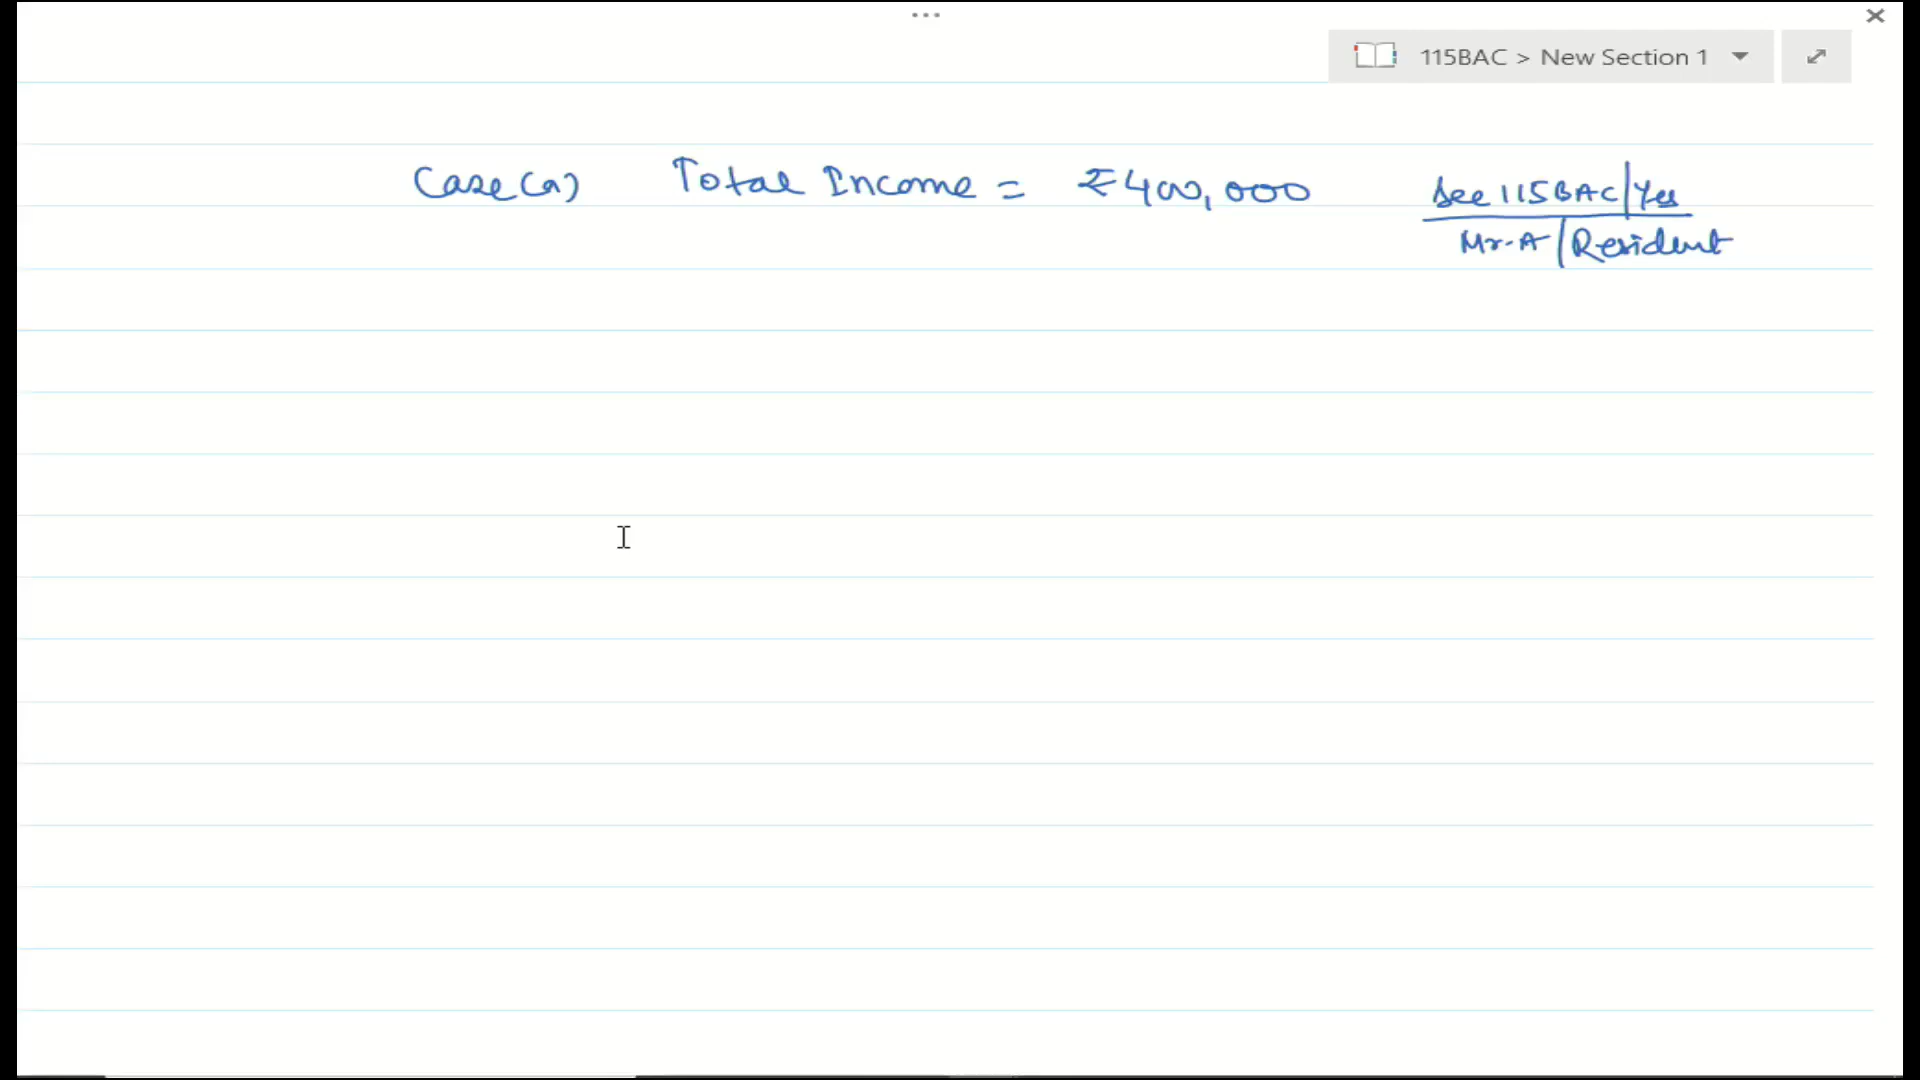 115BAC > New Section 1
Case (a) Total Income = ₹400,000 Sec 115BAC/Yes
Mr. A/Resident